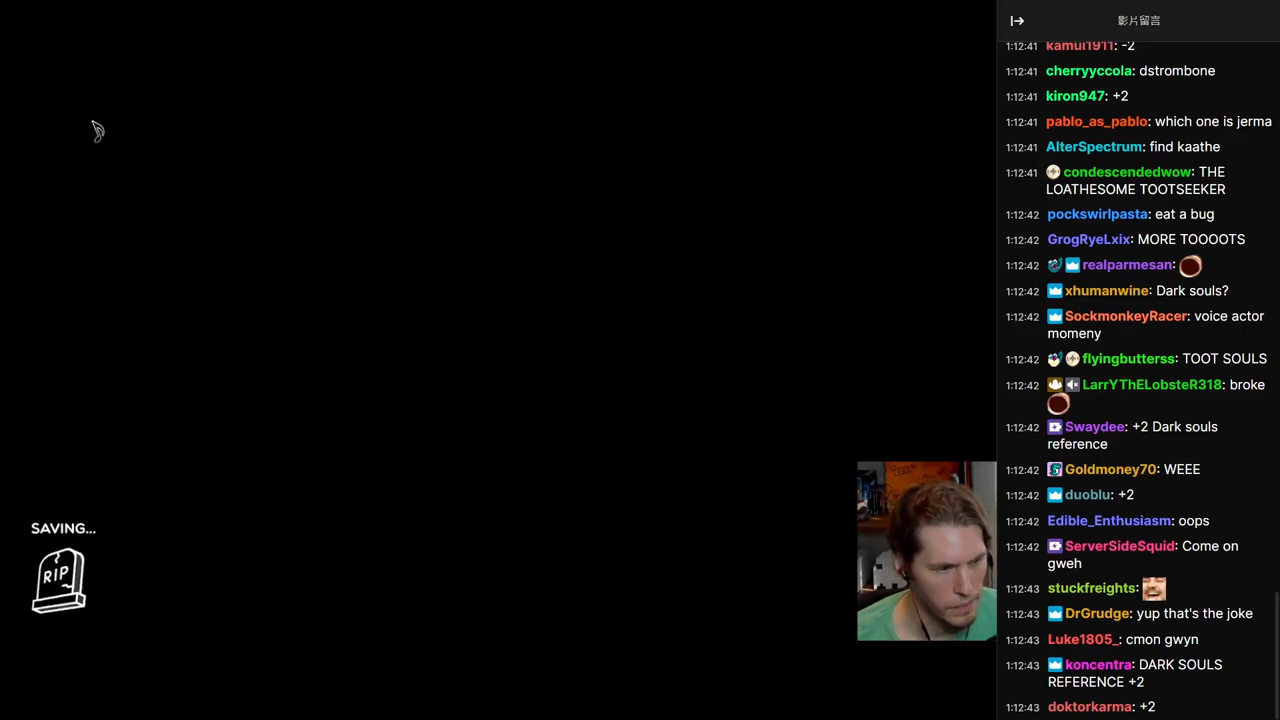 影片留言
1:12:41 kamui1911: -2
1:12:41 cherryyccola: dstrombone
1:12:41 kiron947: +2
1:12:41 pablo_as_pablo: which one is jerma
1:12:41 AlterSpectrum: find kaathe
1:12:41 condescendedwow: THE
LOATHESOME TOOTSEEKER
1:12:42 pockswirlpasta: eat a bug
1:12:42 GrogRyeLxix: MORE TOOOOTS
1:12:42 realparmesan:
1:12:42 xhumanwine: Dark souls?
1:12:42 SockmonkeyRacer: voice actor
momeny
1:12:42 flyingbutterss: TOOT SOULS
1:12:42 LarrYThELobsteR318: broke
1:12:42 Swaydee: +2 Dark souls
reference
1:12:42 Goldmoney70: WEEE
1:12:42 duoblu: +2
1:12:42 Edible_Enthusiasm: oops
1:12:42 ServerSideSquid: Come on
gweh
1:12:43 stuckfreights:
1:12:43 DrGrudge: yup that's the joke
1:12:43 Luke1805_: cmon gwyn
1:12:43 koncentra: DARK SOULS
REFERENCE +2
1:12:43 doktorkarma: +2
SAVING...
RIP